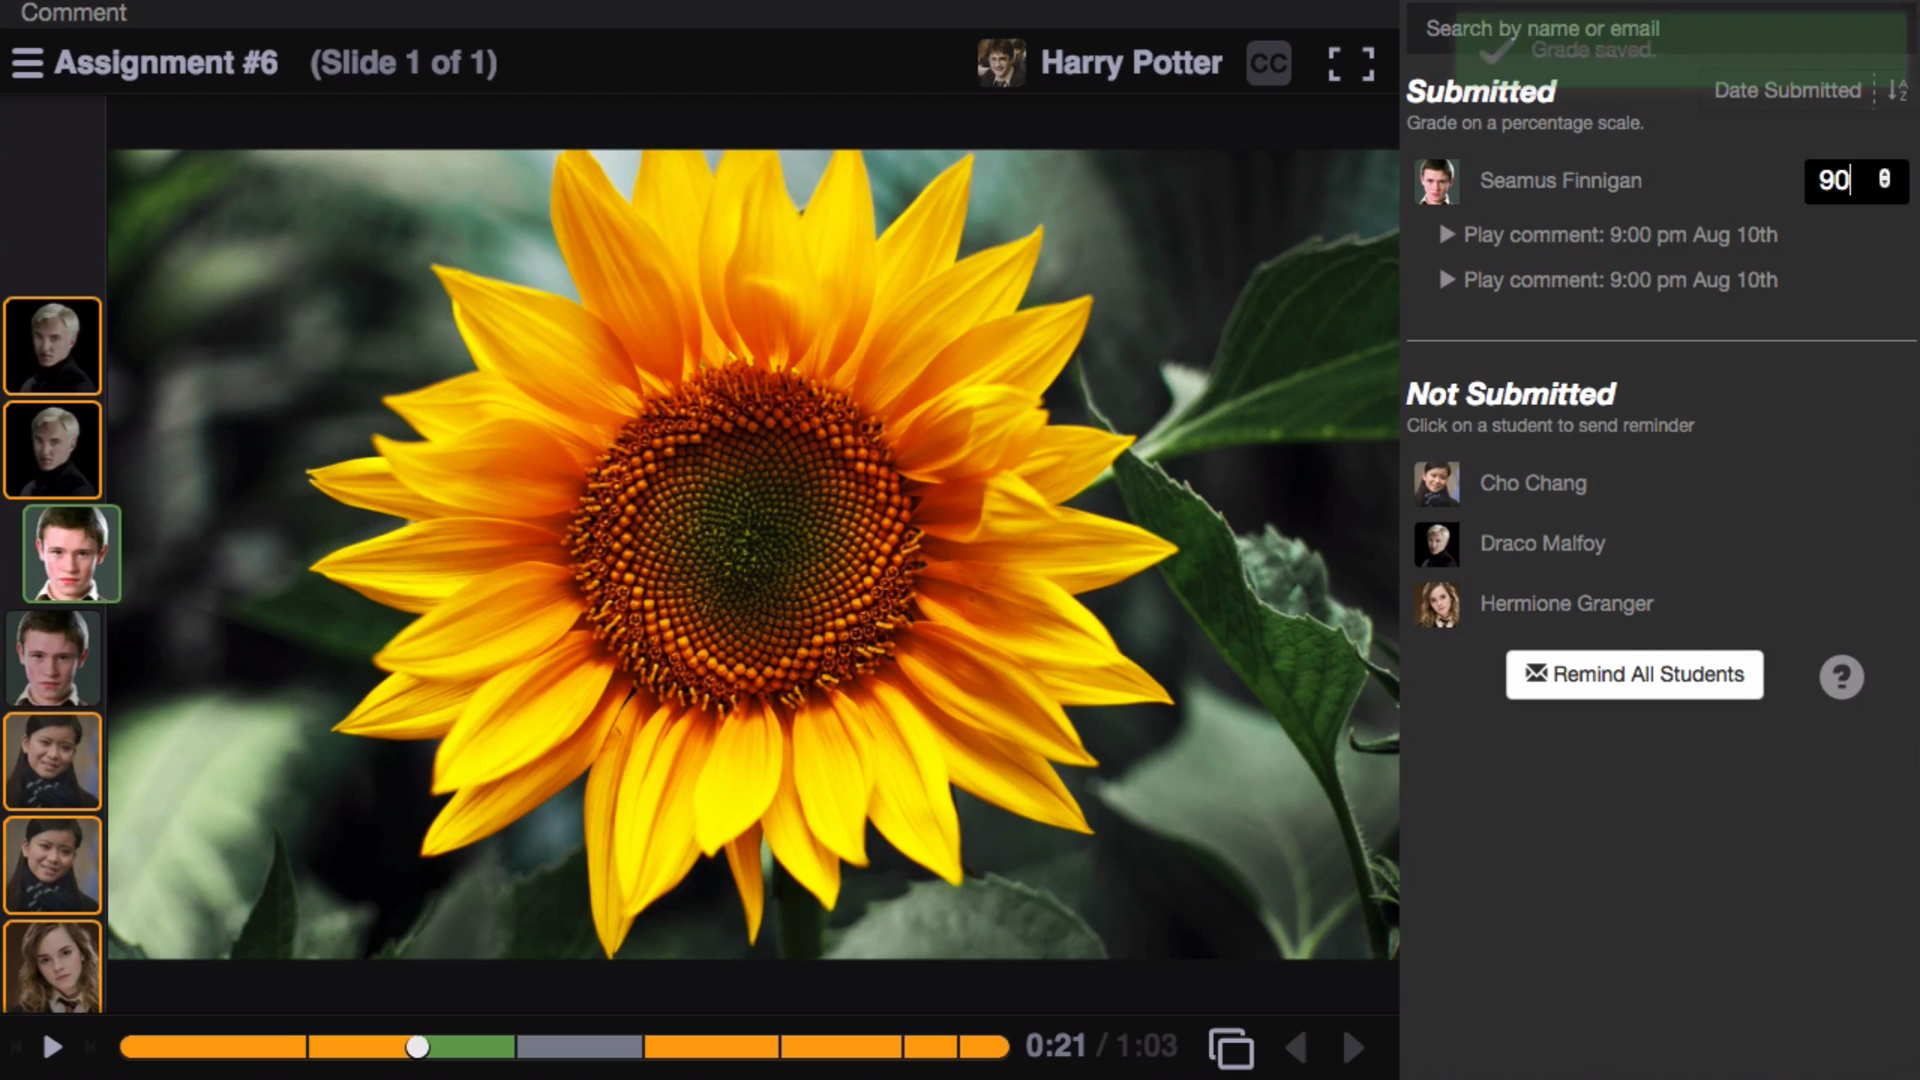 Comment
Assignment #6 (Slide 1 of 1)
Harry Potter CC
Search by name or email
Grade saved.
Submitted
Date Submitted
Grade on a percentage scale.
Seamus Finnigan 90
Play comment: 9:00 pm Aug 10th
Play comment: 9:00 pm Aug 10th
Not Submitted
Click on a student to send reminder
Cho Chang
Draco Malfoy
Hermione Granger
Remind All Students ?
0:21 / 1:03